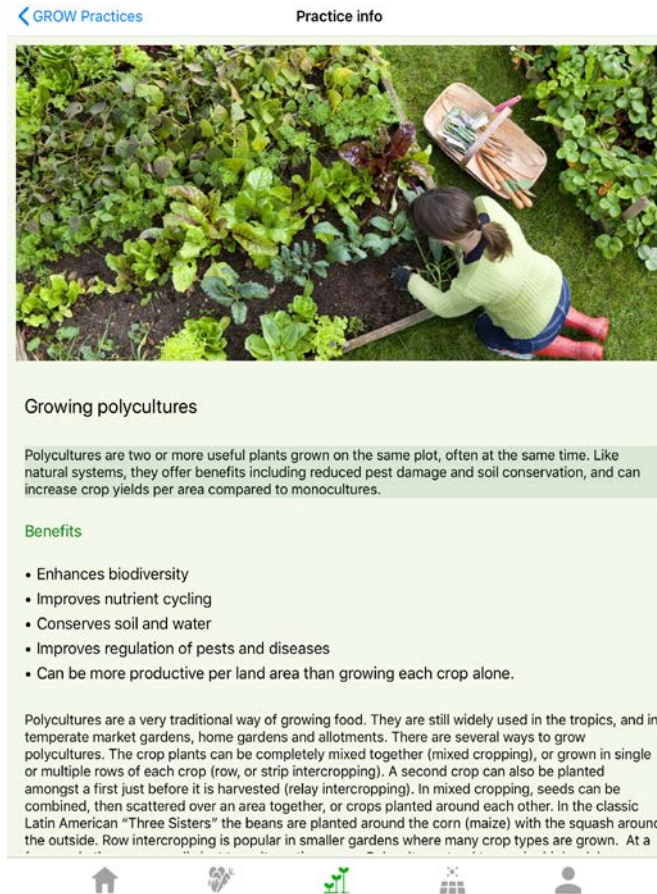 GROW Practices
Practice info
Growing polycultures
Polycultures are two or more useful plants grown on the same plot, often at the same time. Like
natural systems, they offer benefits including reduced pest damage and soil conservation, and can
increase crop yields per area compared to monocultures.
Benefits
• Enhances biodiversity
• Improves nutrient cycling
• Conserves soil and water
• Improves regulation of pests and diseases
• Can be more productive per land area than growing each crop alone.
Polycultures are a very traditional way of growing food. They are still widely used in the tropics, and in
temperate market gardens, home gardens and allotments. There are several ways to grow
polycultures. The crop plants can be completely mixed together (mixed cropping), or grown in single
or multiple rows of each crop (row, or strip intercropping). A second crop can also be planted
amongst a first just before it is harvested (relay intercropping). In mixed cropping, seeds can be
combined, then scattered over an area together, or crops planted around each other. In the classic
Latin American “Three Sisters” the beans are planted around the corn (maize) with the squash around
the outside. Row intercropping is popular in smaller gardens where many crop types are grown. At a